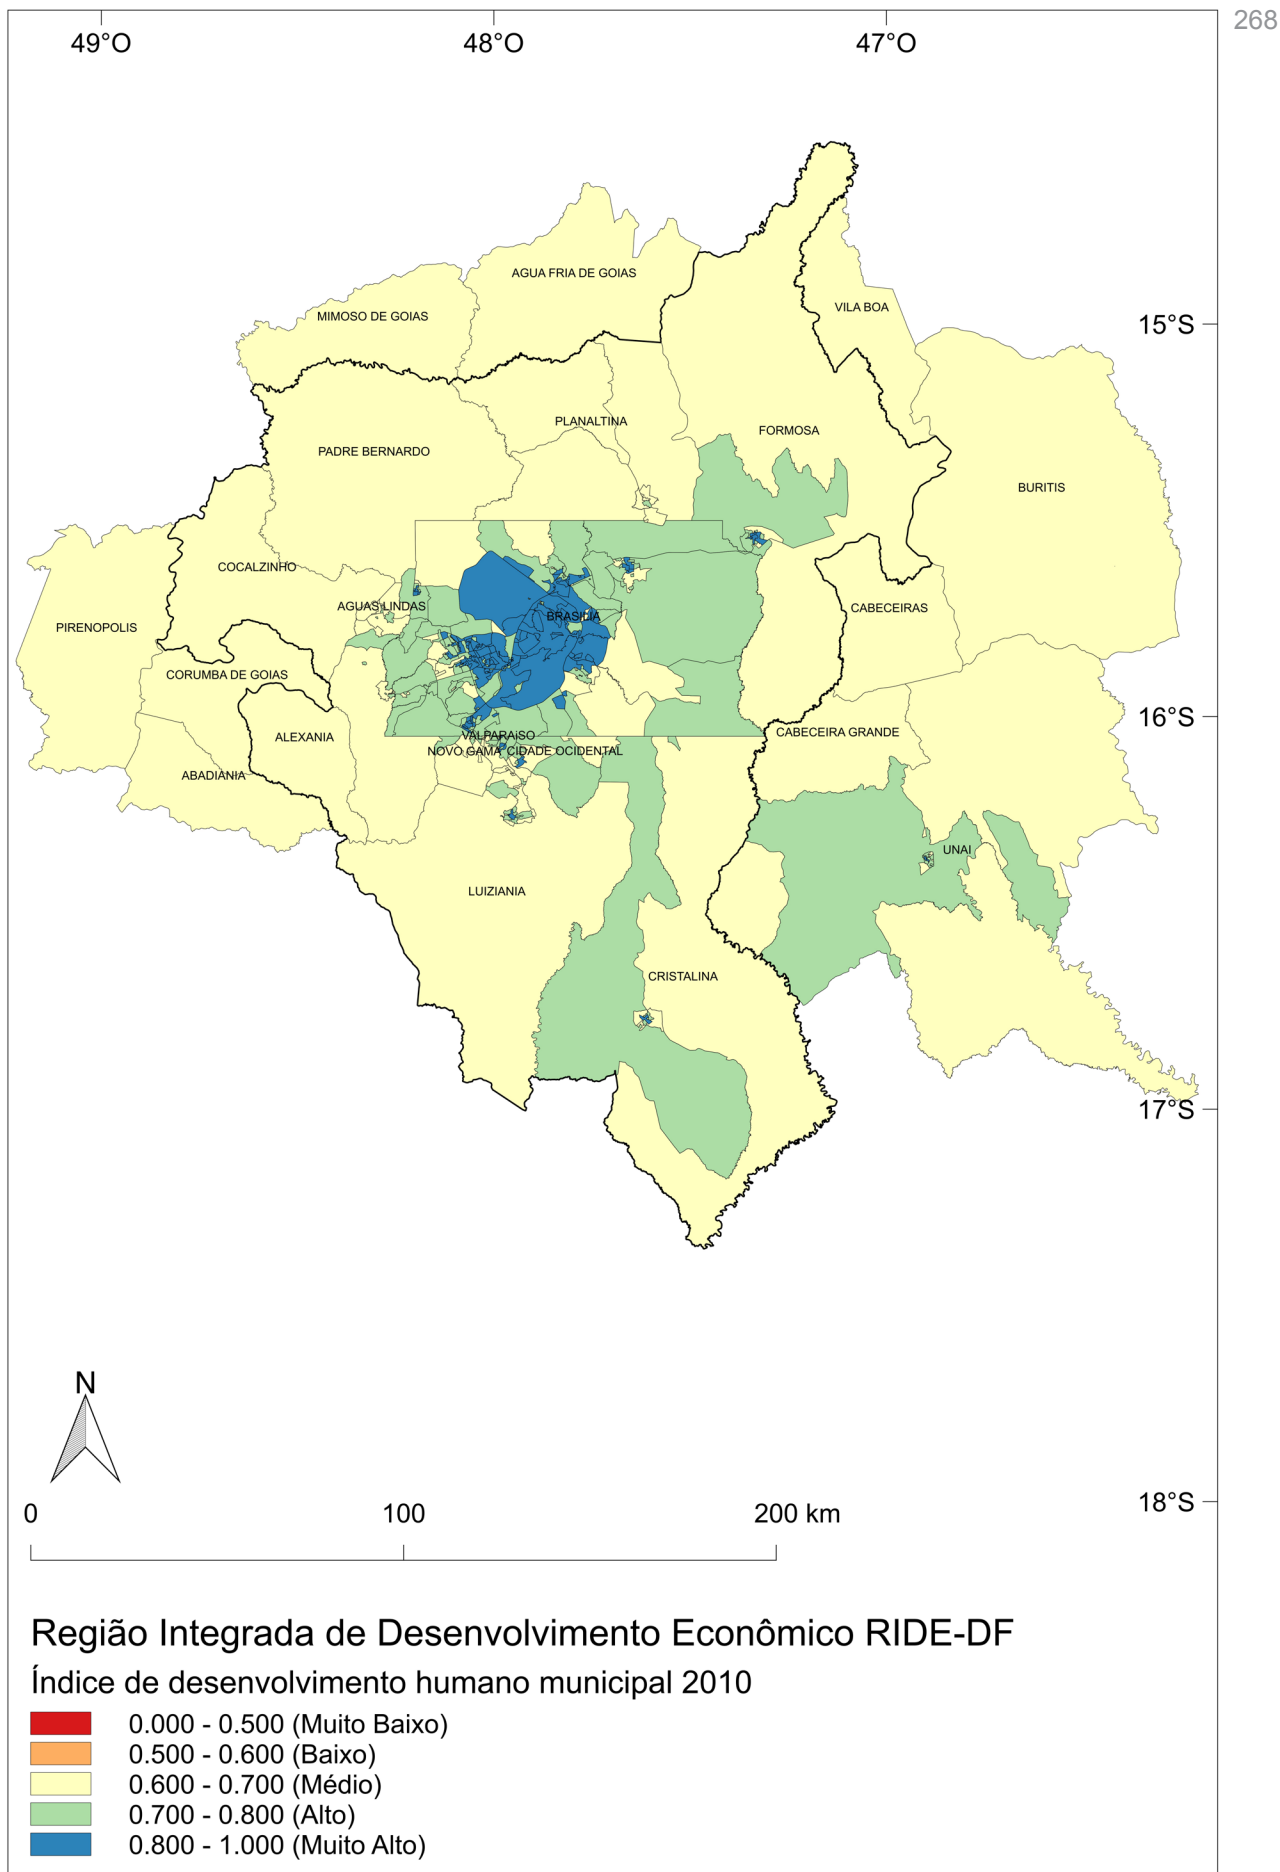 268
49°O
48°O
47°O
AGUA FRIA DE GOIAS
VILA BOA
MIMOSO DE GOIAS
15°S
PLANALTINA
FORMOSA
PADRE BERNARDO
BURITIS
COCALZINHO
AGUAS LINDAS
CABECEIRAS
BRASILIA
PIRENOPOLIS
CORUMBA DE GOIAS
16°S
ALEXANIA
VALPARAiSO
CABECEIRA GRANDE
NOVO GAMA
CIDADE OCIDENTAL
ABADIANIA
UNAI
LUIZIANIA
CRISTALINA
17°S
N
18°S
0
100
200 km
Região Integrada de Desenvolvimento Econômico RIDE-DF
Índice de desenvolvimento humano municipal 2010
0.000 - 0.500 (Muito Baixo)
0.500 - 0.600 (Baixo)
0.600 - 0.700 (Médio)
0.700 - 0.800 (Alto)
0.800 - 1.000 (Muito Alto)